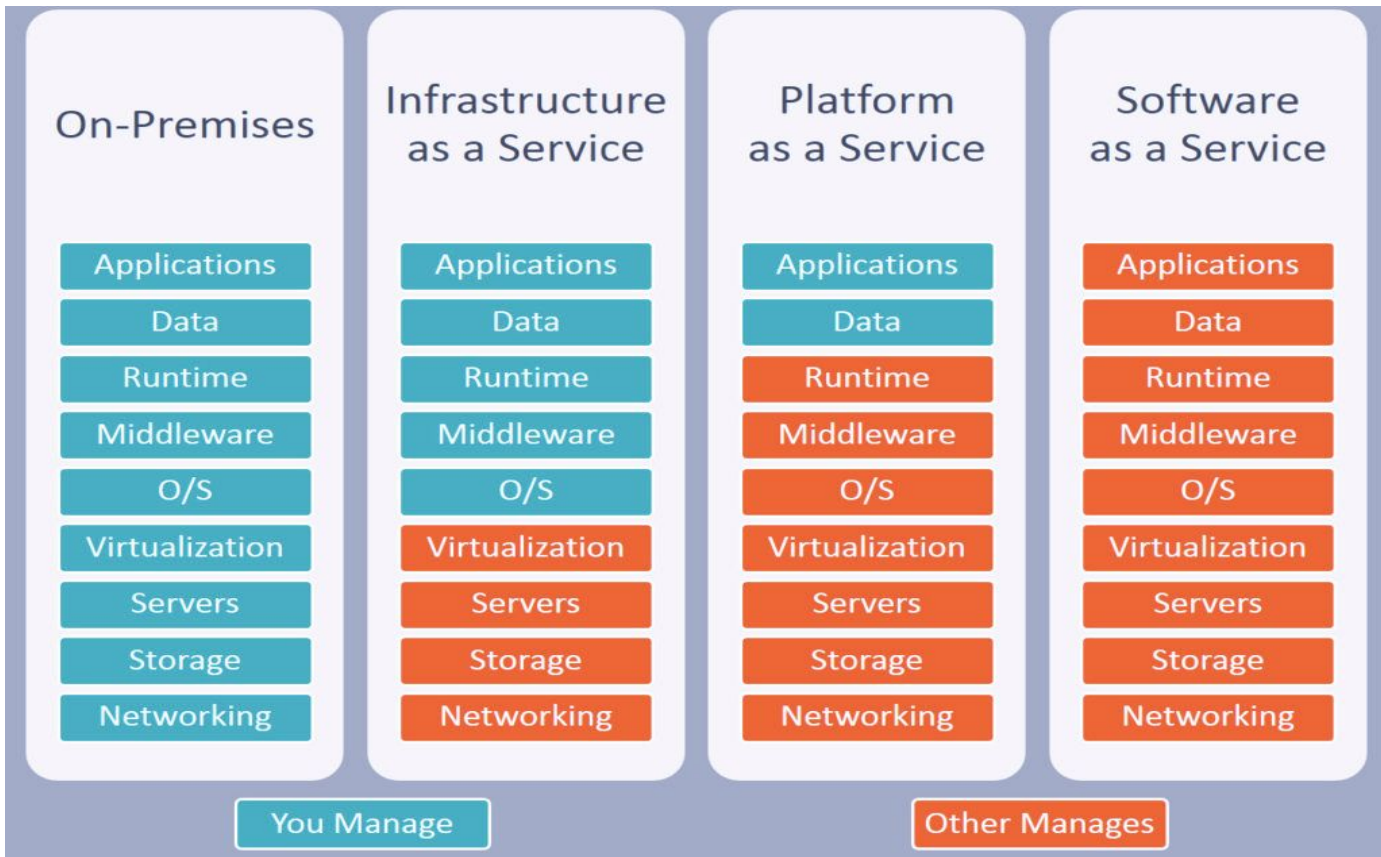 On-Premises
Applications
Data
Runtime
Middleware
O/S
Virtualization
Servers
Storage
Networking
Infrastructure
as a Service
Applications
Data
Runtime
Middleware
O/S
Virtualization
Servers
Storage
Networking
Platform
as a Service
Applications
Data
Runtime
Middleware
O/S
Virtualization
Servers
Storage
Networking
Software
as a Service
Applications
Data
Runtime
Middleware
O/S
Virtualization
Servers
Storage
Networking
You Manage
Other Manages